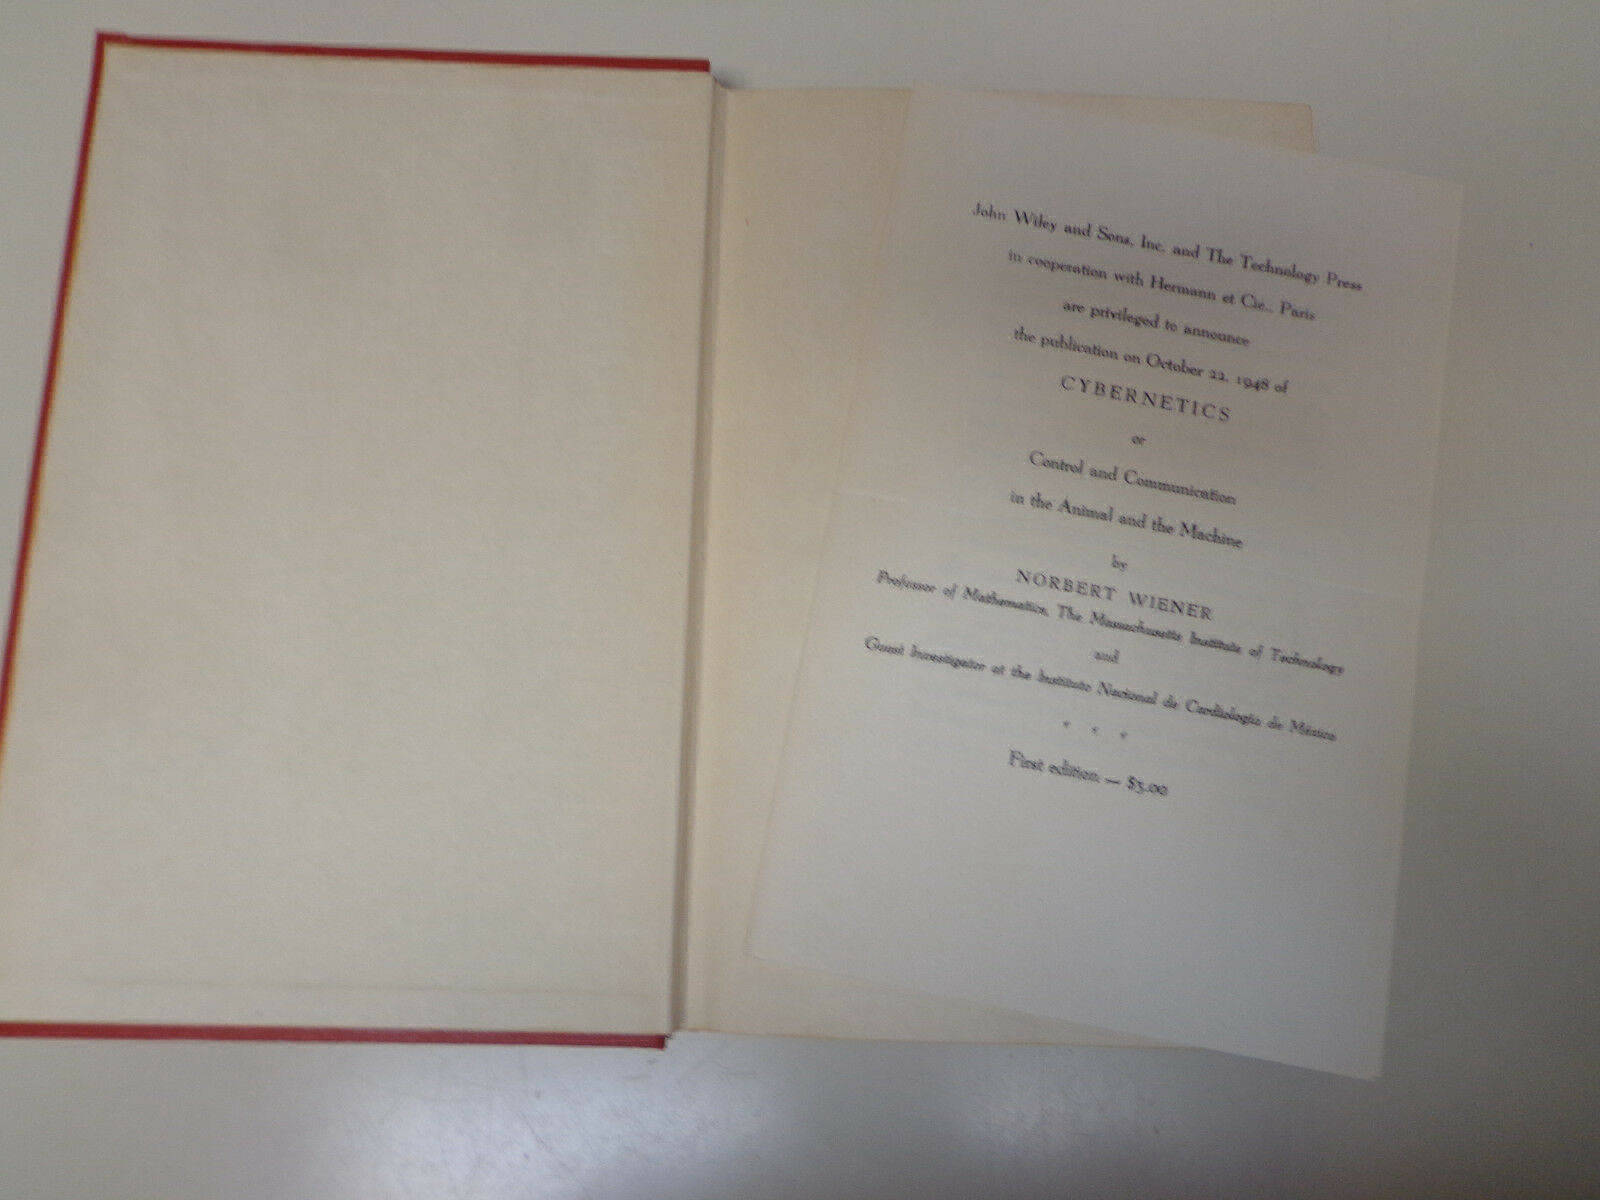 John Wiley and Sons, Inc. and The Technology Press
in cooperation with Hermann et Cie., Paris
are privileged to announce
the publication on October 22, 1948 of
CYBERNETICS
or
Control and Communication
in the Animal and the Machine
by
NORBERT WIENER
Professor of Mathematics, The Massachusetts Institute of Technology
and
Guest Investigator at the Instituto Nacional de Cardiologia de México
* * *
First edition — $3.00